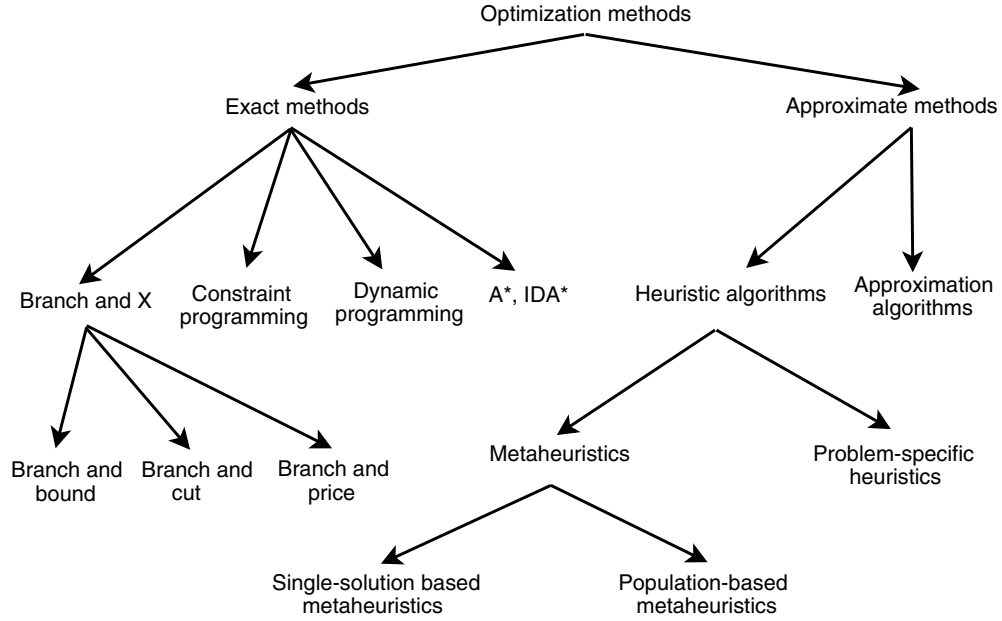 Optimization methods
Exact methods
Approximate methods
Branch and X
Constraint
programming
Dynamic
programming
A*, IDA*
Heuristic algorithms
Approximation
algorithms
Branch and
bound
Branch and
cut
Branch and
price
Metaheuristics
Problem-specific
heuristics
Single-solution based
metaheuristics
Population-based
metaheuristics